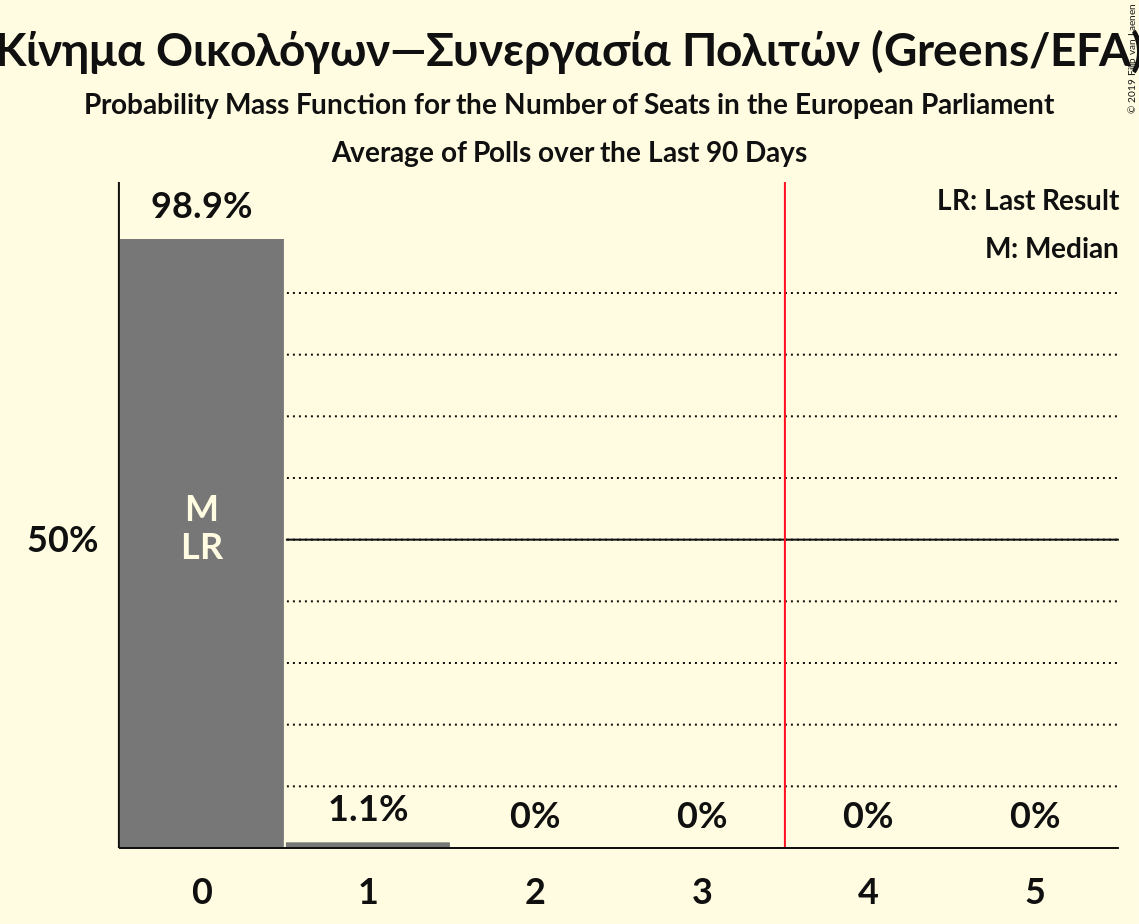 Κίνημα Οικολόγων—Συνεργασία Πολιτών (Greens/EFA)
Probability Mass Function for the Number of Seats in the European Parliament
Average of Polls over the Last 90 Days
© 2019 Filip van Laenen
LR: Last Result
M: Median
98.9%
M
LR
50%
1.1%
0%
0%
0%
0%
0
1
2
3
4
5